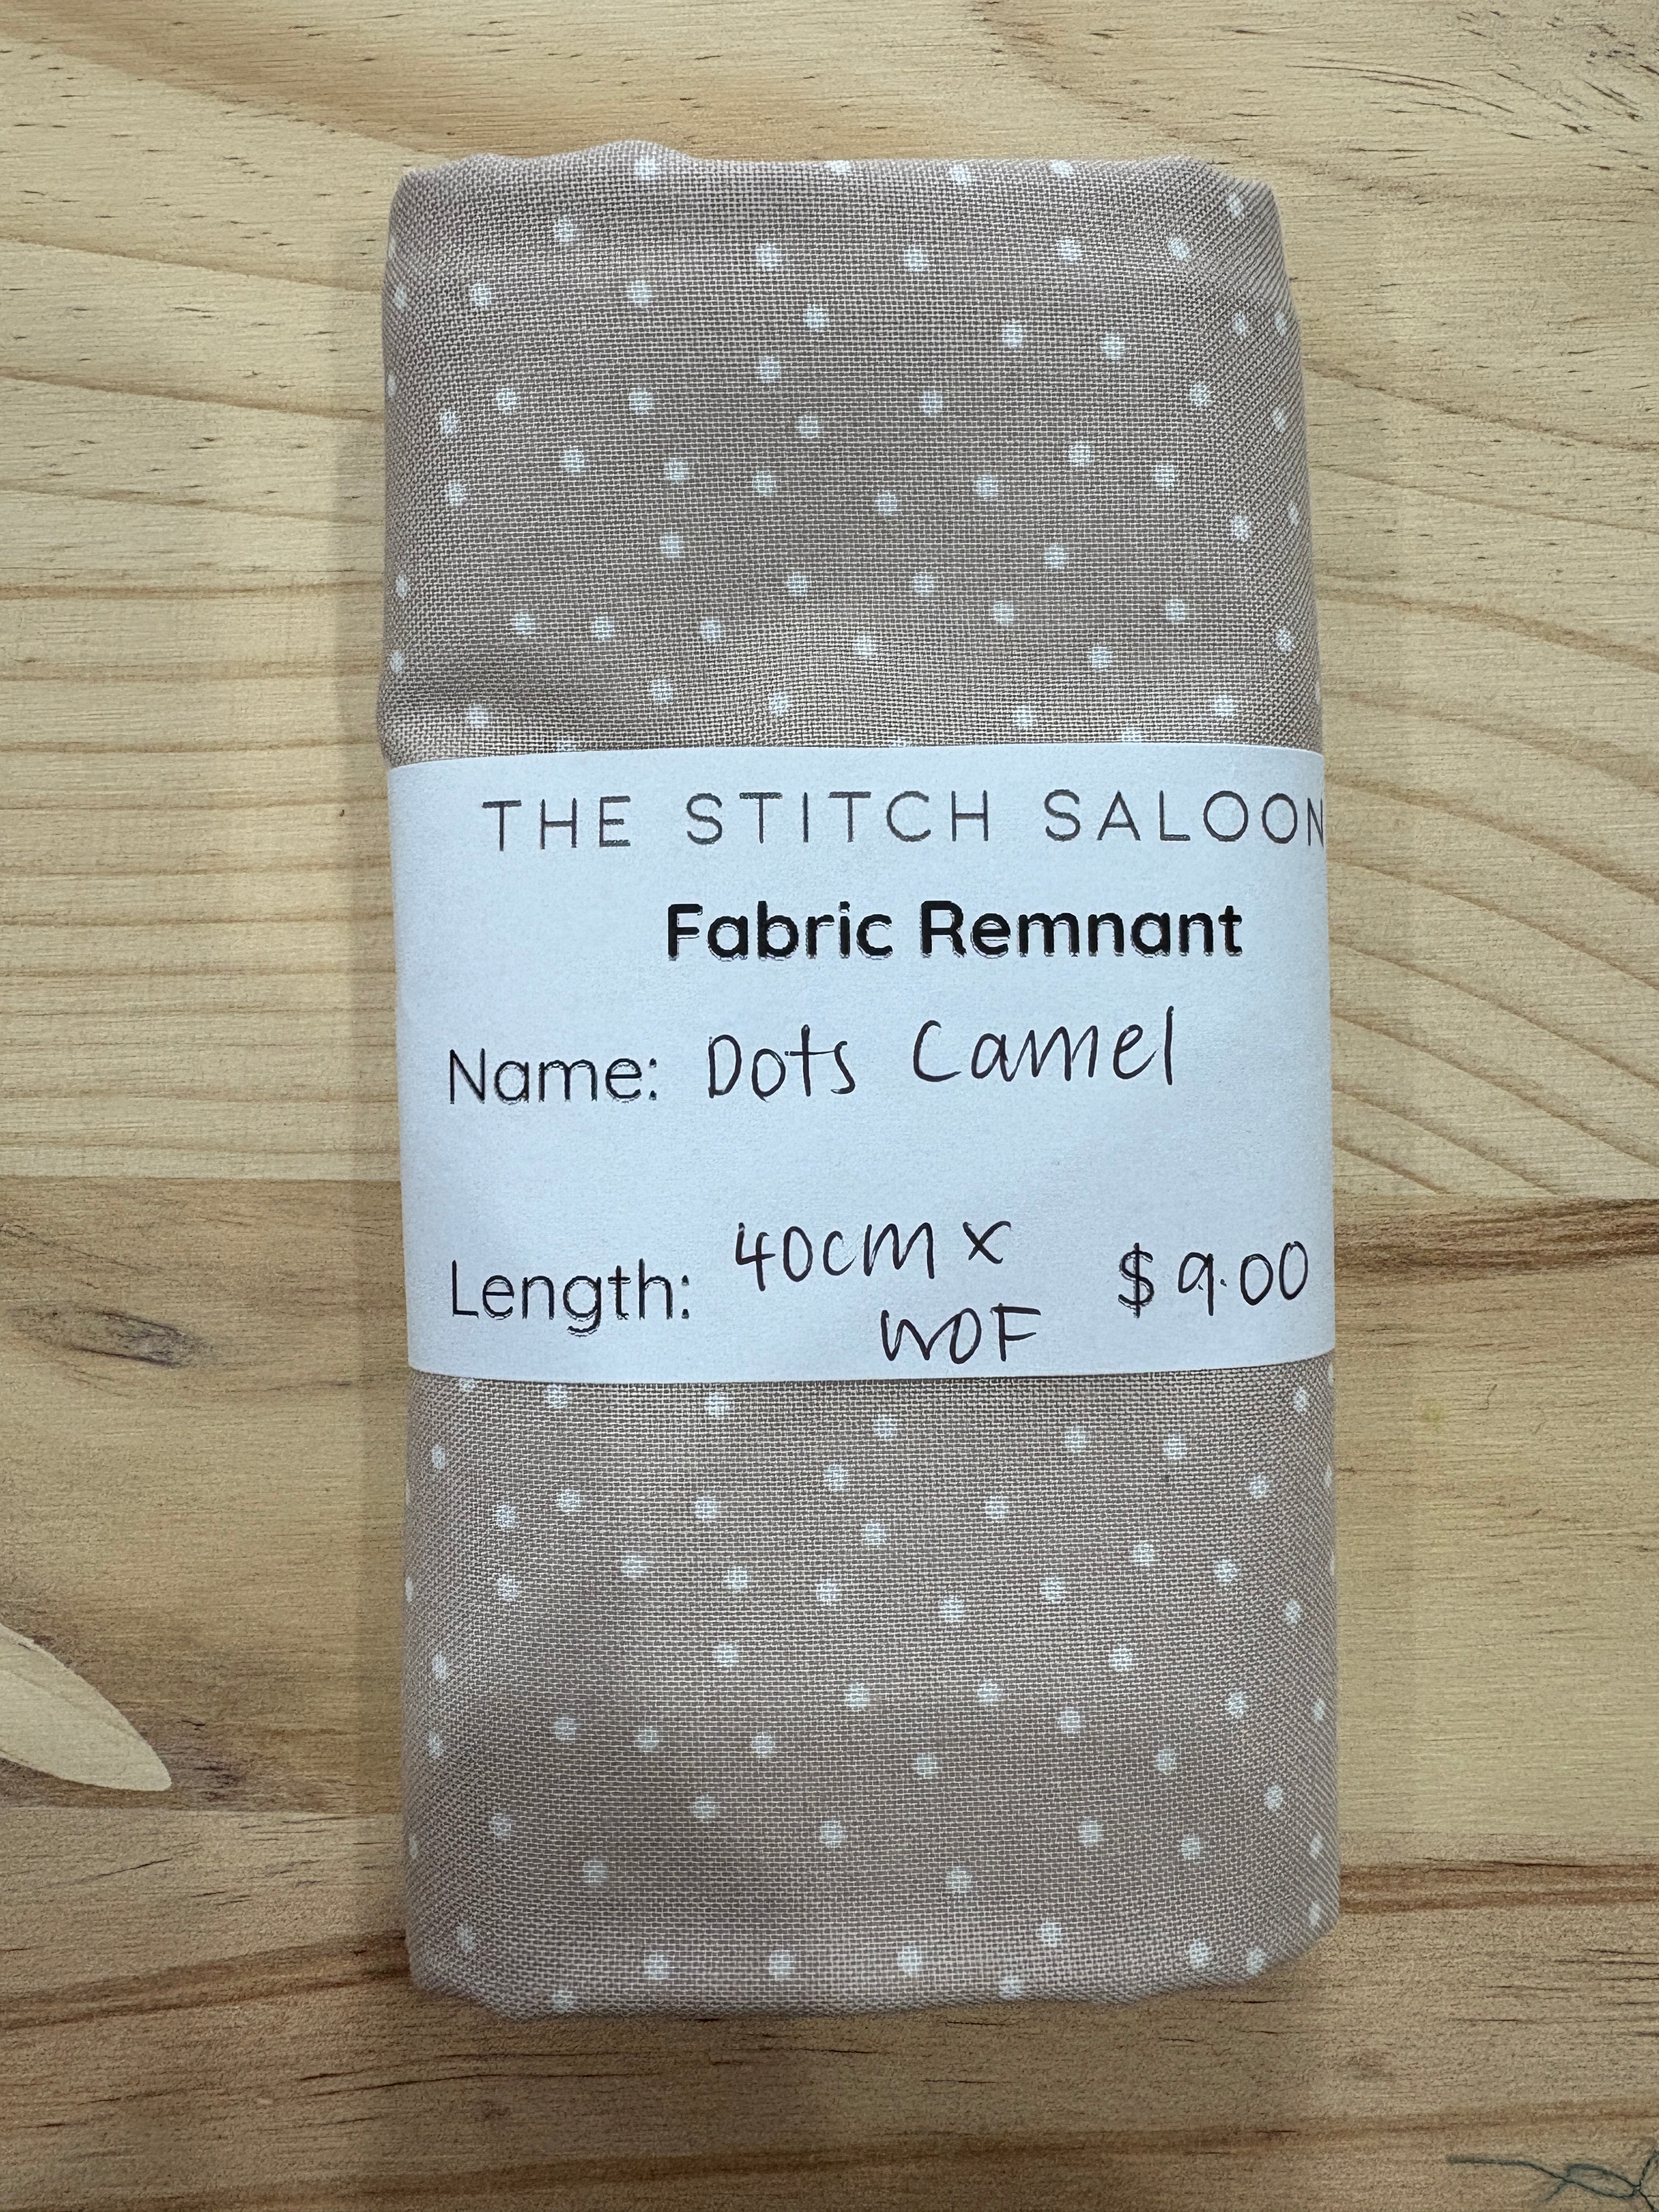 THE STITCH SALOON
Fabric Remnant
Name: Dots Camel
Length: 40cm x $9.00
WOF